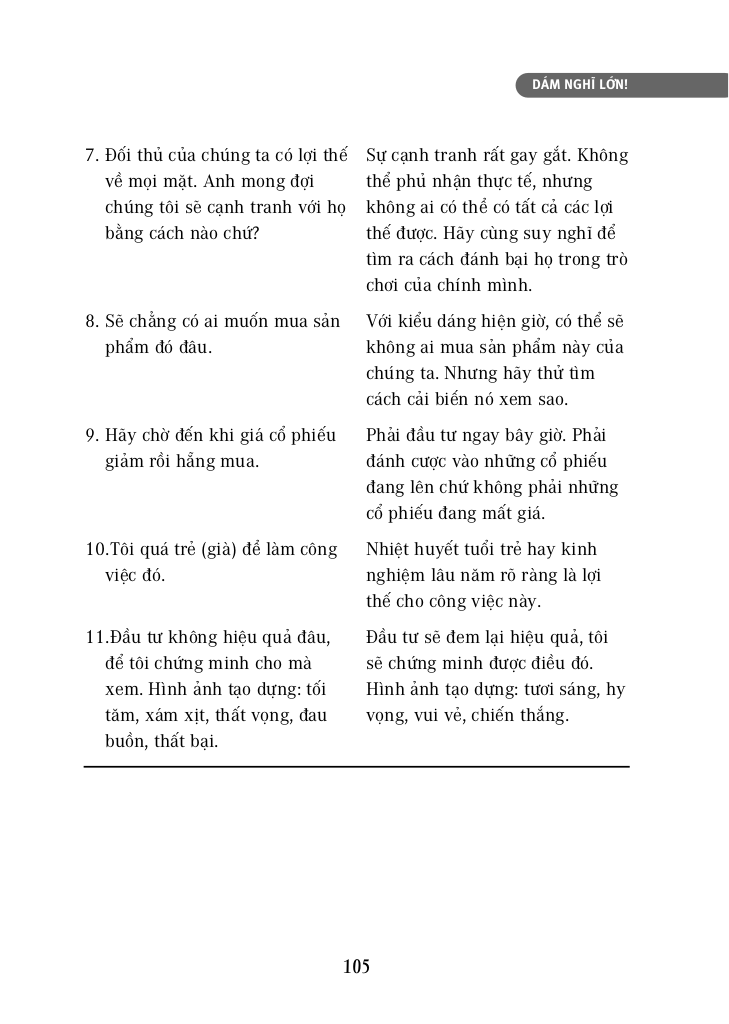 DÁM NGHĨ LỚN!
7. Đối thủ của chúng ta có lợi thế
về mọi mặt. Anh mong đợi
chúng tôi sẽ cạnh tranh với họ
bằng cách nào chứ?
Sự cạnh tranh rất gay gắt. Không
thể phủ nhận thực tế, nhưng
không ai có thể có tất cả các lợi
thế được. Hãy cùng suy nghĩ để
tìm ra cách đánh bại họ trong trò
chơi của chính mình.
8. Sẽ chẳng có ai muốn mua sản
phẩm đó đâu.
Với kiểu dáng hiện giờ, có thể sẽ
không ai mua sản phẩm này của
chúng ta. Nhưng hãy thử tìm
cách cải biến nó xem sao.
9. Hãy chờ đến khi giá cổ phiếu
giảm rồi hẵng mua.
Phải đầu tư ngay bây giờ. Phải
đánh cược vào những cổ phiếu
đang lên chứ không phải những
cổ phiếu đang mất giá.
10.Tôi quá trẻ (già) để làm công
việc đó.
Nhiệt huyết tuổi trẻ hay kinh
nghiệm lâu năm rõ ràng là lợi
thế cho công việc này.
11.Đầu tư không hiệu quả đâu,
để tôi chứng minh cho mà
xem. Hình ảnh tạo dựng: tối
tăm, xám xịt, thất vọng, đau
buồn, thất bại.
Đầu tư sẽ đem lại hiệu quả, tôi
sẽ chứng minh được điều đó.
Hình ảnh tạo dựng: tươi sáng, hy
vọng, vui vẻ, chiến thắng.
105